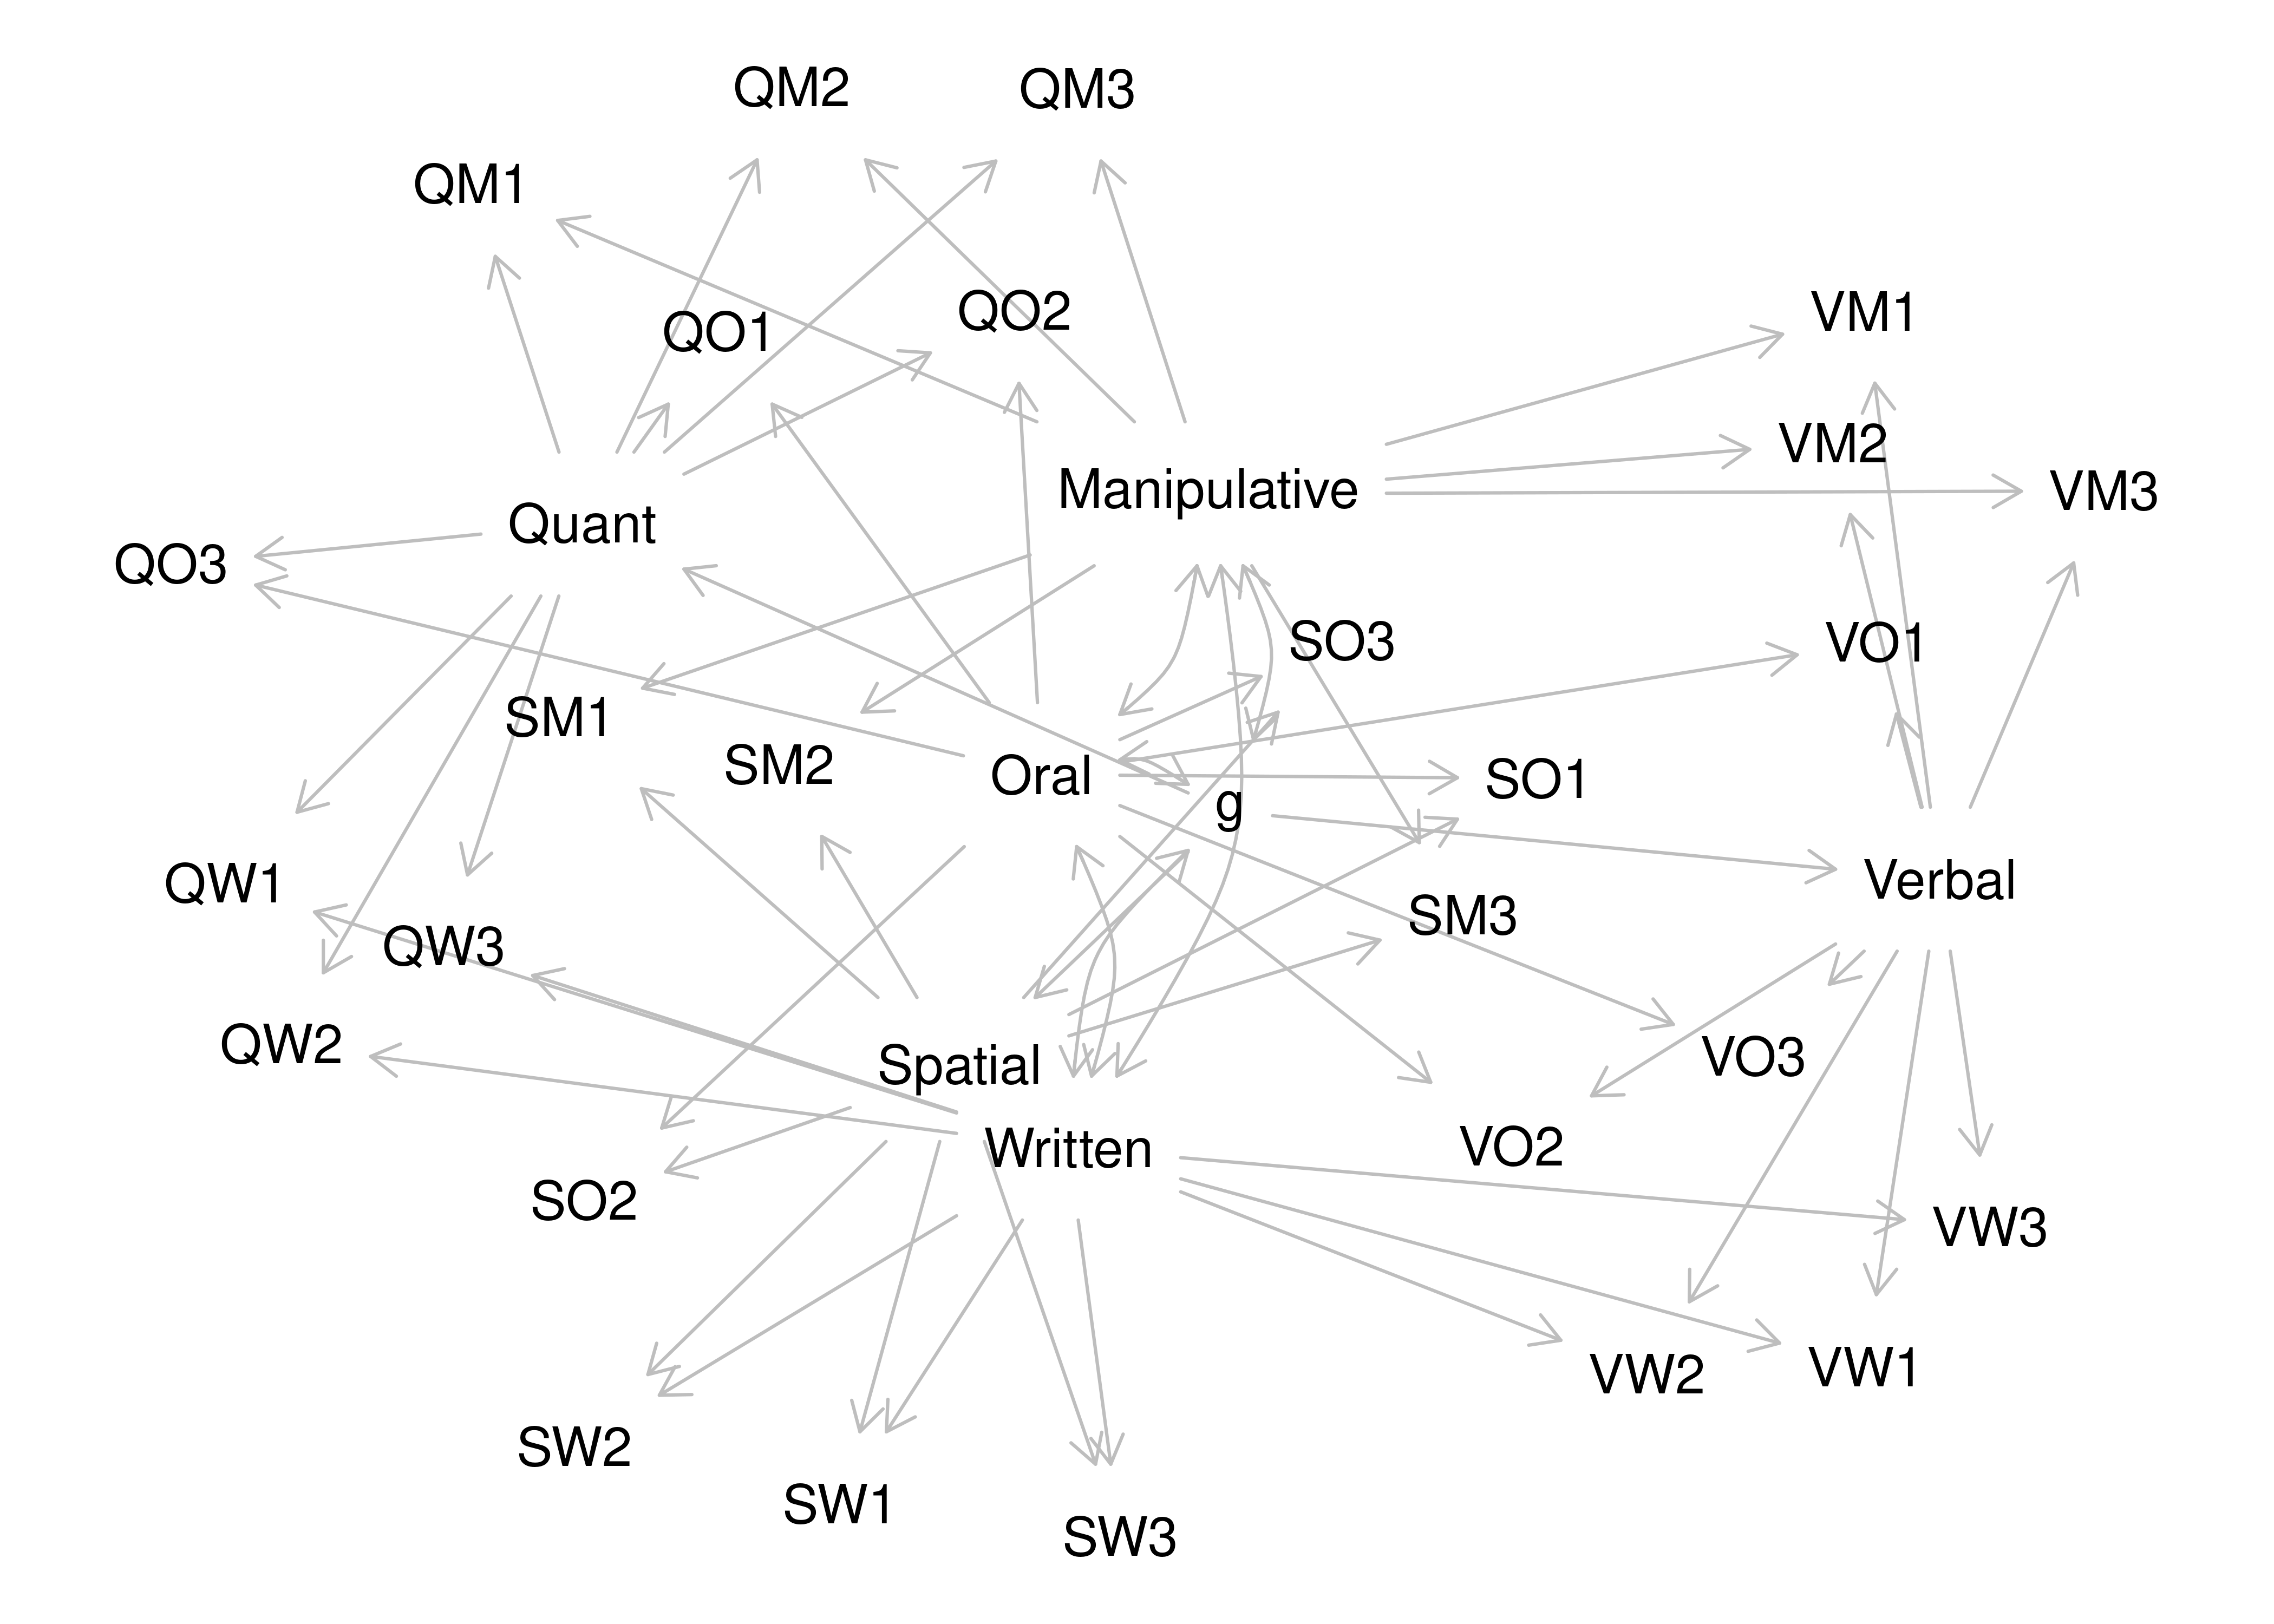 QM2
QM3
QM1
QO1
QO2
VM1
VM2
Manipulative
VM3
Quant
QO3
SO3
VO1
SM1
SM2
Oral
SO1
g
Verbal
QW1
SM3
QW3
QW2
Spatial
VO3
Written
VO2
SO2
VW3
VW2
VW1
SW2
SW1
SW3